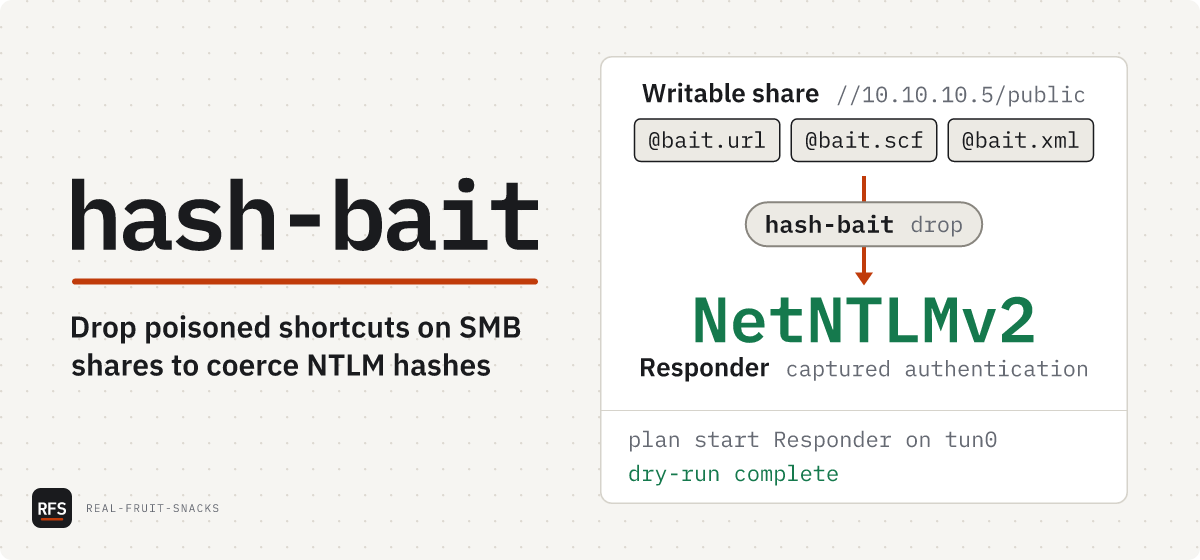 hash-bait
Drop poisoned shortcuts on SMB
shares to coerce NTLM hashes
RFS
REAL-FRUIT-SNACKS
Writable share //10.10.10.5/public
@bait.url @bait.scf @bait.xml
hash-bait drop
NetNTLMv2
Responder captured authentication
plan start Responder on tun0
dry-run complete